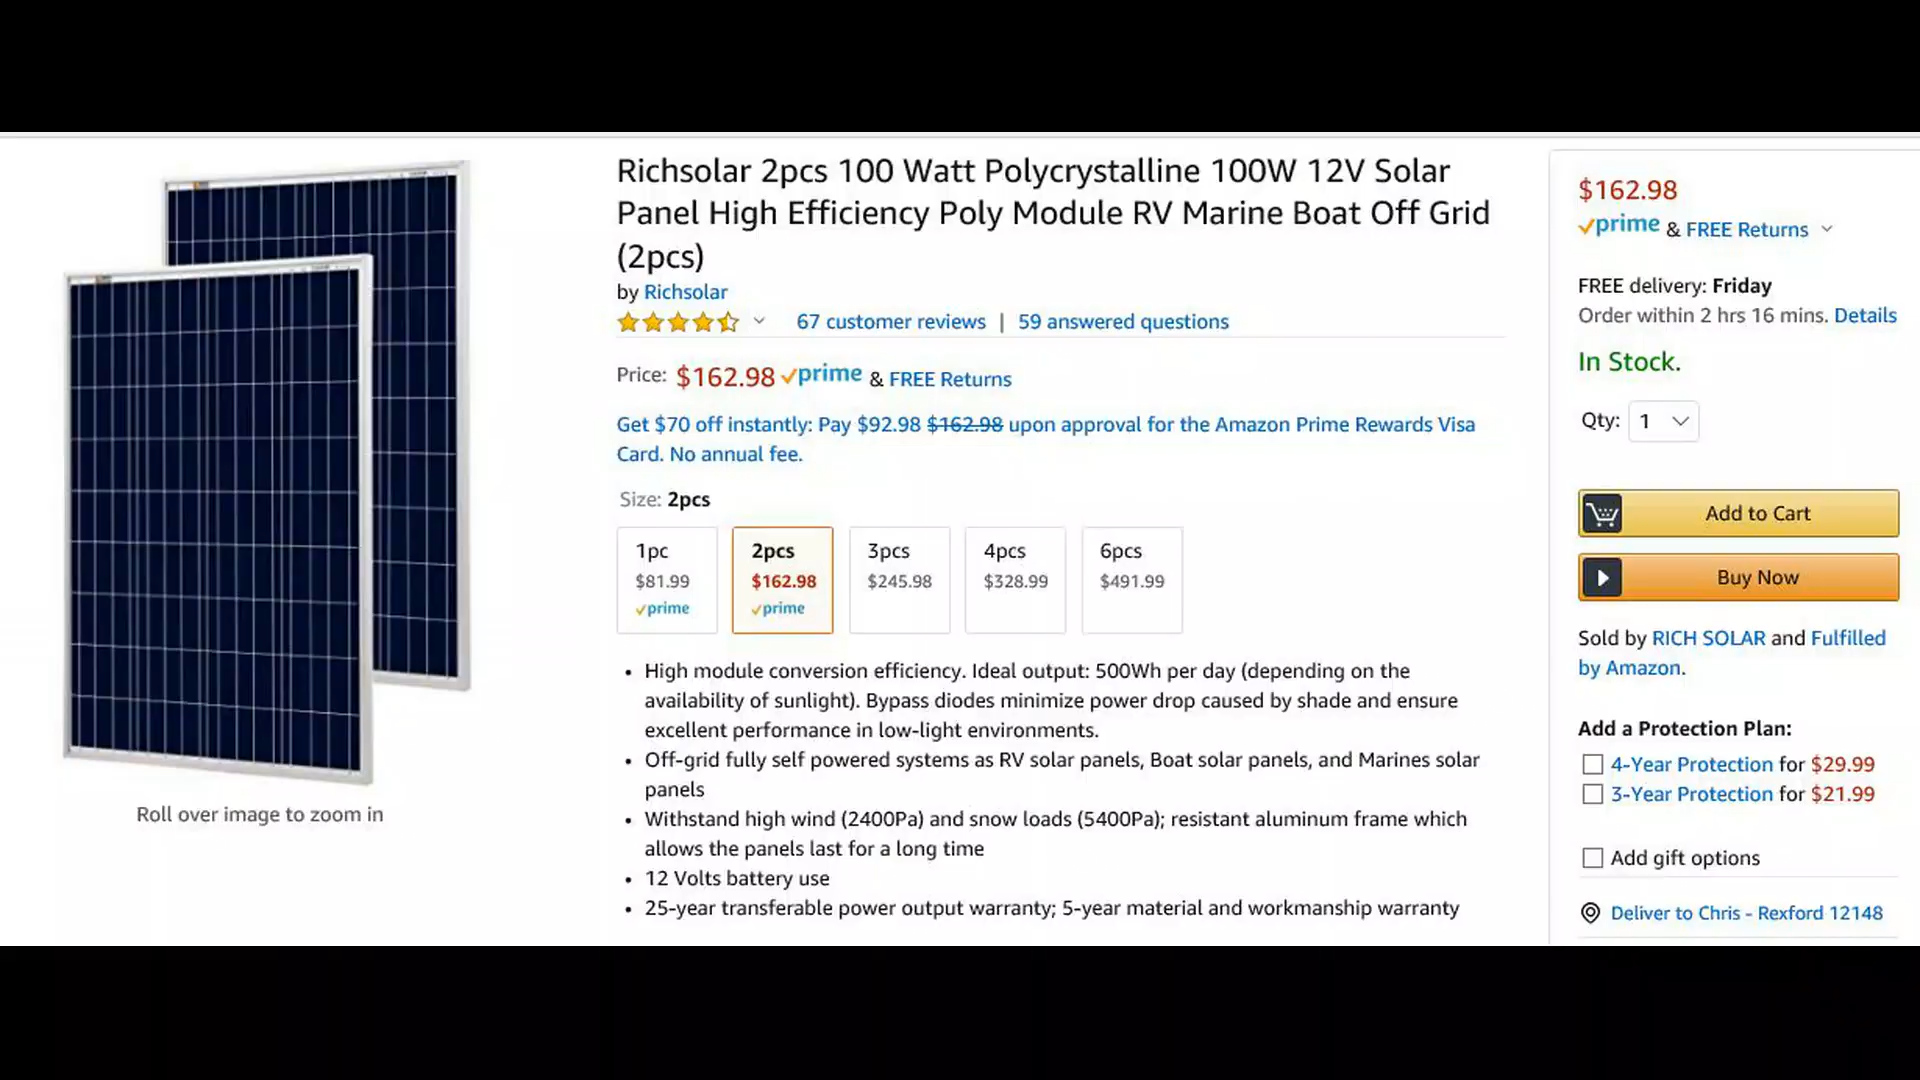 Richsolar 2pcs 100 Watt Polycrystalline 100W 12V Solar
Panel High Efficiency Poly Module RV Marine Boat Off Grid
(2pcs)
by Richsolar
67 customer reviews | 59 answered questions
Price: $162.98 prime & FREE Returns
Get $70 off instantly: Pay $92.98 $162.98 upon approval for the Amazon Prime Rewards Visa
Card. No annual fee.
Size: 2pcs
1pc
$81.99
prime
2pcs
$162.98
prime
3pcs
$245.98
4pcs
$328.99
6pcs
$491.99
• High module conversion efficiency. Ideal output: 500Wh per day (depending on the
availability of sunlight). Bypass diodes minimize power drop caused by shade and ensure
excellent performance in low-light environments.
• Off-grid fully self powered systems as RV solar panels, Boat solar panels, and Marines solar
panels
• Withstand high wind (2400Pa) and snow loads (5400Pa); resistant aluminum frame which
allows the panels last for a long time
• 12 Volts battery use
• 25-year transferable power output warranty; 5-year material and workmanship warranty
Roll over image to zoom in
$162.98
prime & FREE Returns
FREE delivery: Friday
Order within 2 hrs 16 mins. Details
In Stock.
Qty: 1
Add to Cart
Buy Now
Sold by RICH SOLAR and Fulfilled
by Amazon.
Add a Protection Plan:
4-Year Protection for $29.99
3-Year Protection for $21.99
Add gift options
Deliver to Chris - Rexford 12148